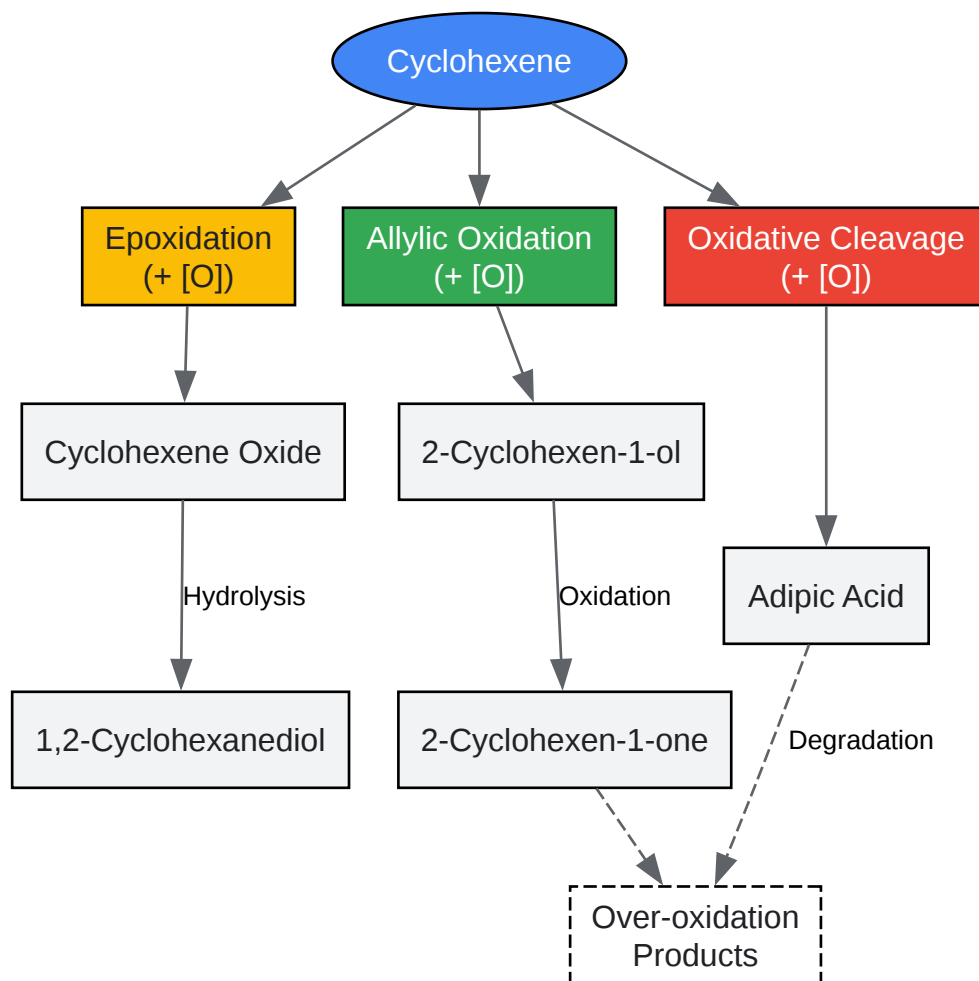 Cyclohexene
Epoxidation
(+ [O])
Allylic Oxidation
(+ [O])
Oxidative Cleavage
(+ [O])
Cyclohexene Oxide
2-Cyclohexen-1-ol
Hydrolysis
Oxidation
Adipic Acid
1,2-Cyclohexanediol
2-Cyclohexen-1-one
Degradation
Over-oxidation
Products